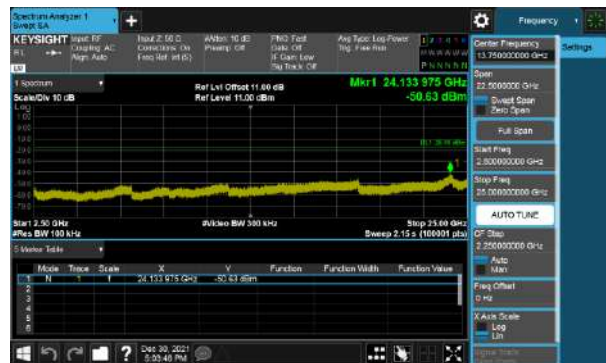 Spectrum Analyzer 1
Swept SA
+
Frequency
KEYSIGHT
Input: RF
Coupling: AC
Align: Auto
Input Z: 50 Ω
Corrections: On
Freq Ref: Int (S)
#Atten: 10 dB
Preamp: Off
PNO: Fast
Gate: Off
IF Gain: Low
Sig Track: Off
Avg Type: Log-Power
Trig: Free Run
Center Frequency
13.750000000 GHz
Settings
Span
22.5000000 GHz
Swept Span
Zero Span
Full Span
Start Freq
2.500000000 GHz
Stop Freq
25.000000000 GHz
AUTO TUNE
CF Step
2.250000000 GHz
Auto
Man
Freq Offset
0 Hz
X Axis Scale
Log
Lin
1 Spectrum
Scale/Div 10 dB
Ref Lvl Offset 11.00 dB
Ref Level 11.00 dBm
Mkr1 24.133 975 GHz
-50.63 dBm
Log
Start 2.50 GHz
#Res BW 100 kHz
#Video BW 300 kHz
Stop 25.00 GHz
Sweep 2.15 s (100001 pts)
5 Marker Table
Mode Trace Scale X Y Function Function Width Function Value
1 N 1 f 24.133 975 GHz -50.63 dBm
2
3
4
5
6
Dec 30, 2021
5:03:46 PM